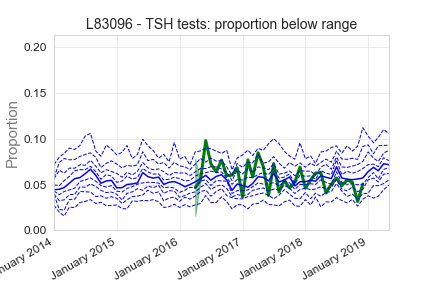 L83096 - TSH tests: proportion below range
Proportion
0.20
0.15
0.10
0.05
0.00
nuary 2014
January 2015
January 2016
January 2017
January 2018
January 2019